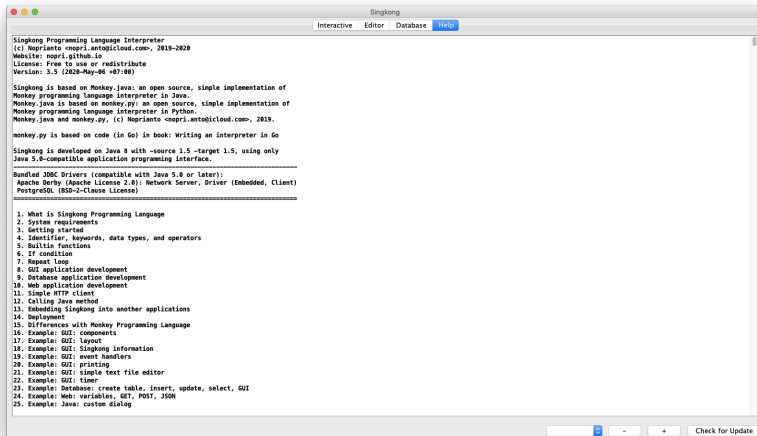 Singkong
Interactive Editor Database Help
Singkong Programming Language Interpreter
(c) Noprianto <nopri.anto@icloud.com>, 2019-2020
Website: nopri.github.io
License: Free to use or redistribute
Version: 3.5 (2020-May-06 +07:00)
Singkong is based on Monkey.java: an open source, simple implementation of
Monkey programming language interpreter in Java.
Monkey.java is based on monkey.py: an open source, simple implementation of
Monkey programming language interpreter in Python.
Monkey.java and monkey.py, (c) Noprianto <nopri.anto@icloud.com>, 2019.
monkey.py is based on code (in Go) in book: Writing an interpreter in Go
Singkong is developed on Java 8 with -source 1.5 -target 1.5, using only
Java 5.0-compatible application programming interface.
===========================================================================
Bundled JDBC Drivers (compatible with Java 5.0 or later):
Apache Derby (Apache License 2.0): Network Server, Driver (Embedded, Client)
PostgreSQL (BSD-2-Clause License)
===========================================================================
1. What is Singkong Programming Language
2. System requirements
3. Getting started
4. Identifier, keywords, data types, and operators
5. Builtin functions
6. If condition
7. Repeat loop
8. GUI application development
9. Database application development
10. Web application development
11. Simple HTTP client
12. Calling Java method
13. Embedding Singkong into another applications
14. Deployment
15. Differences with Monkey Programming Language
16. Example: GUI: components
17. Example: GUI: layout
18. Example: GUI: Singkong information
19. Example: GUI: event handlers
20. Example: GUI: printing
21. Example: GUI: simple text file editor
22. Example: GUI: timer
23. Example: Database: create table, insert, update, select, GUI
24. Example: Web: variables, GET, POST, JSON
25. Example: Java: custom dialog
- + Check for Update